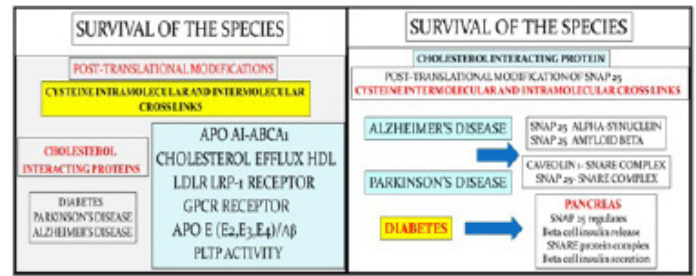 SURVIVAL OF THE SPECIES
POST-TRANSLATIONAL MODIFICATIONS
CYSTEINE INTRAMOLECULAR AND INTERMOLECULAR
CROSS LINKS
CHOLESTEROL
INTERACTING PROTEINS
DIABETES
PARKINSON'S DISEASE
ALZHEIMER'S DISEASE
APO AI-ABCA1
CHOLESTEROL EFFLUX HDL
LDLR LRP-1 RECEPTOR
GPCR RECEPTOR
APO E (E2,E3,E4)/Aβ
PLTP ACTIVITY
SURVIVAL OF THE SPECIES
CHOLESTEROL INTERACTING PROTEIN
POST-TRANSLATIONAL MODIFICATION OF SNAP 25
CYSTEINE INTERMOLECULAR AND INTRAMOLECULAR CROSS LINKS
ALZHEIMER'S DISEASE
PARKINSON'S DISEASE
SNAP 25 ALPHA-SYNUCLEIN
SNAP 25 AMYLOID BETA
CAVEOLIN 1- SNARE COMPLEX
SNAP 25- SNARE COMPLEX
DIABETES
PANCREAS
SNAP 25 regulates
Beta cell insulin release
SNARE protein complex
Beta cell insulin secretion